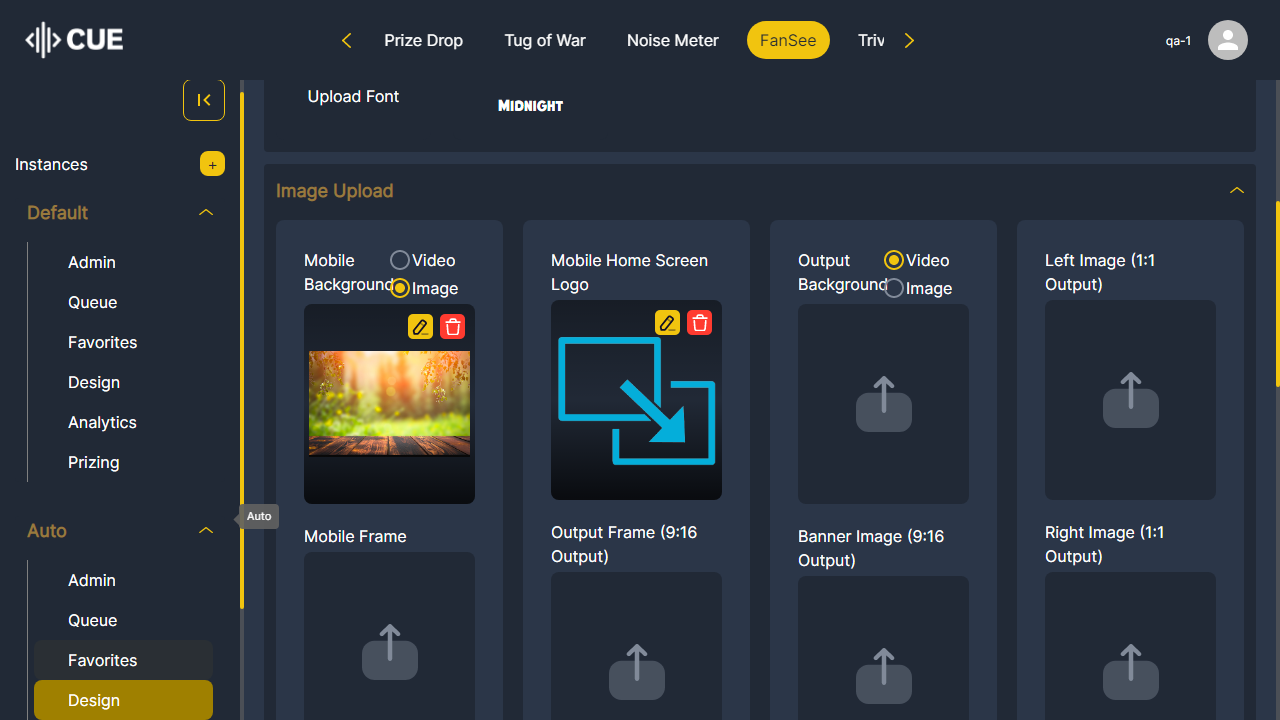 CUE
Prize Drop
Tug of War
Noise Meter
FanSee
Triv
qa-1
Upload Font
MIDNIGHT
Instances
+
Default
Admin
Queue
Favorites
Design
Analytics
Prizing
Auto
Auto
Admin
Queue
Favorites
Design
Image Upload
Mobile
Background
Video
Image
Mobile Home Screen
Logo
Output
Background
Video
Image
Left Image (1:1
Output)
Mobile Frame
Output Frame (9:16
Output)
Banner Image (9:16
Output)
Right Image (1:1
Output)